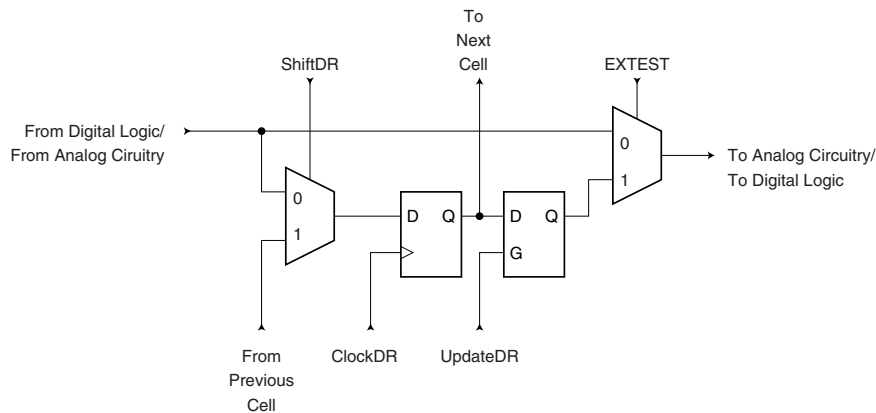 To
Next
Cell
ShiftDR
EXTEST
From Digital Logic/
From Analog Ciruitry
0
1
To Analog Circuitry/
To Digital Logic
0
1
D Q
D Q
G
From
Previous
Cell
ClockDR
UpdateDR